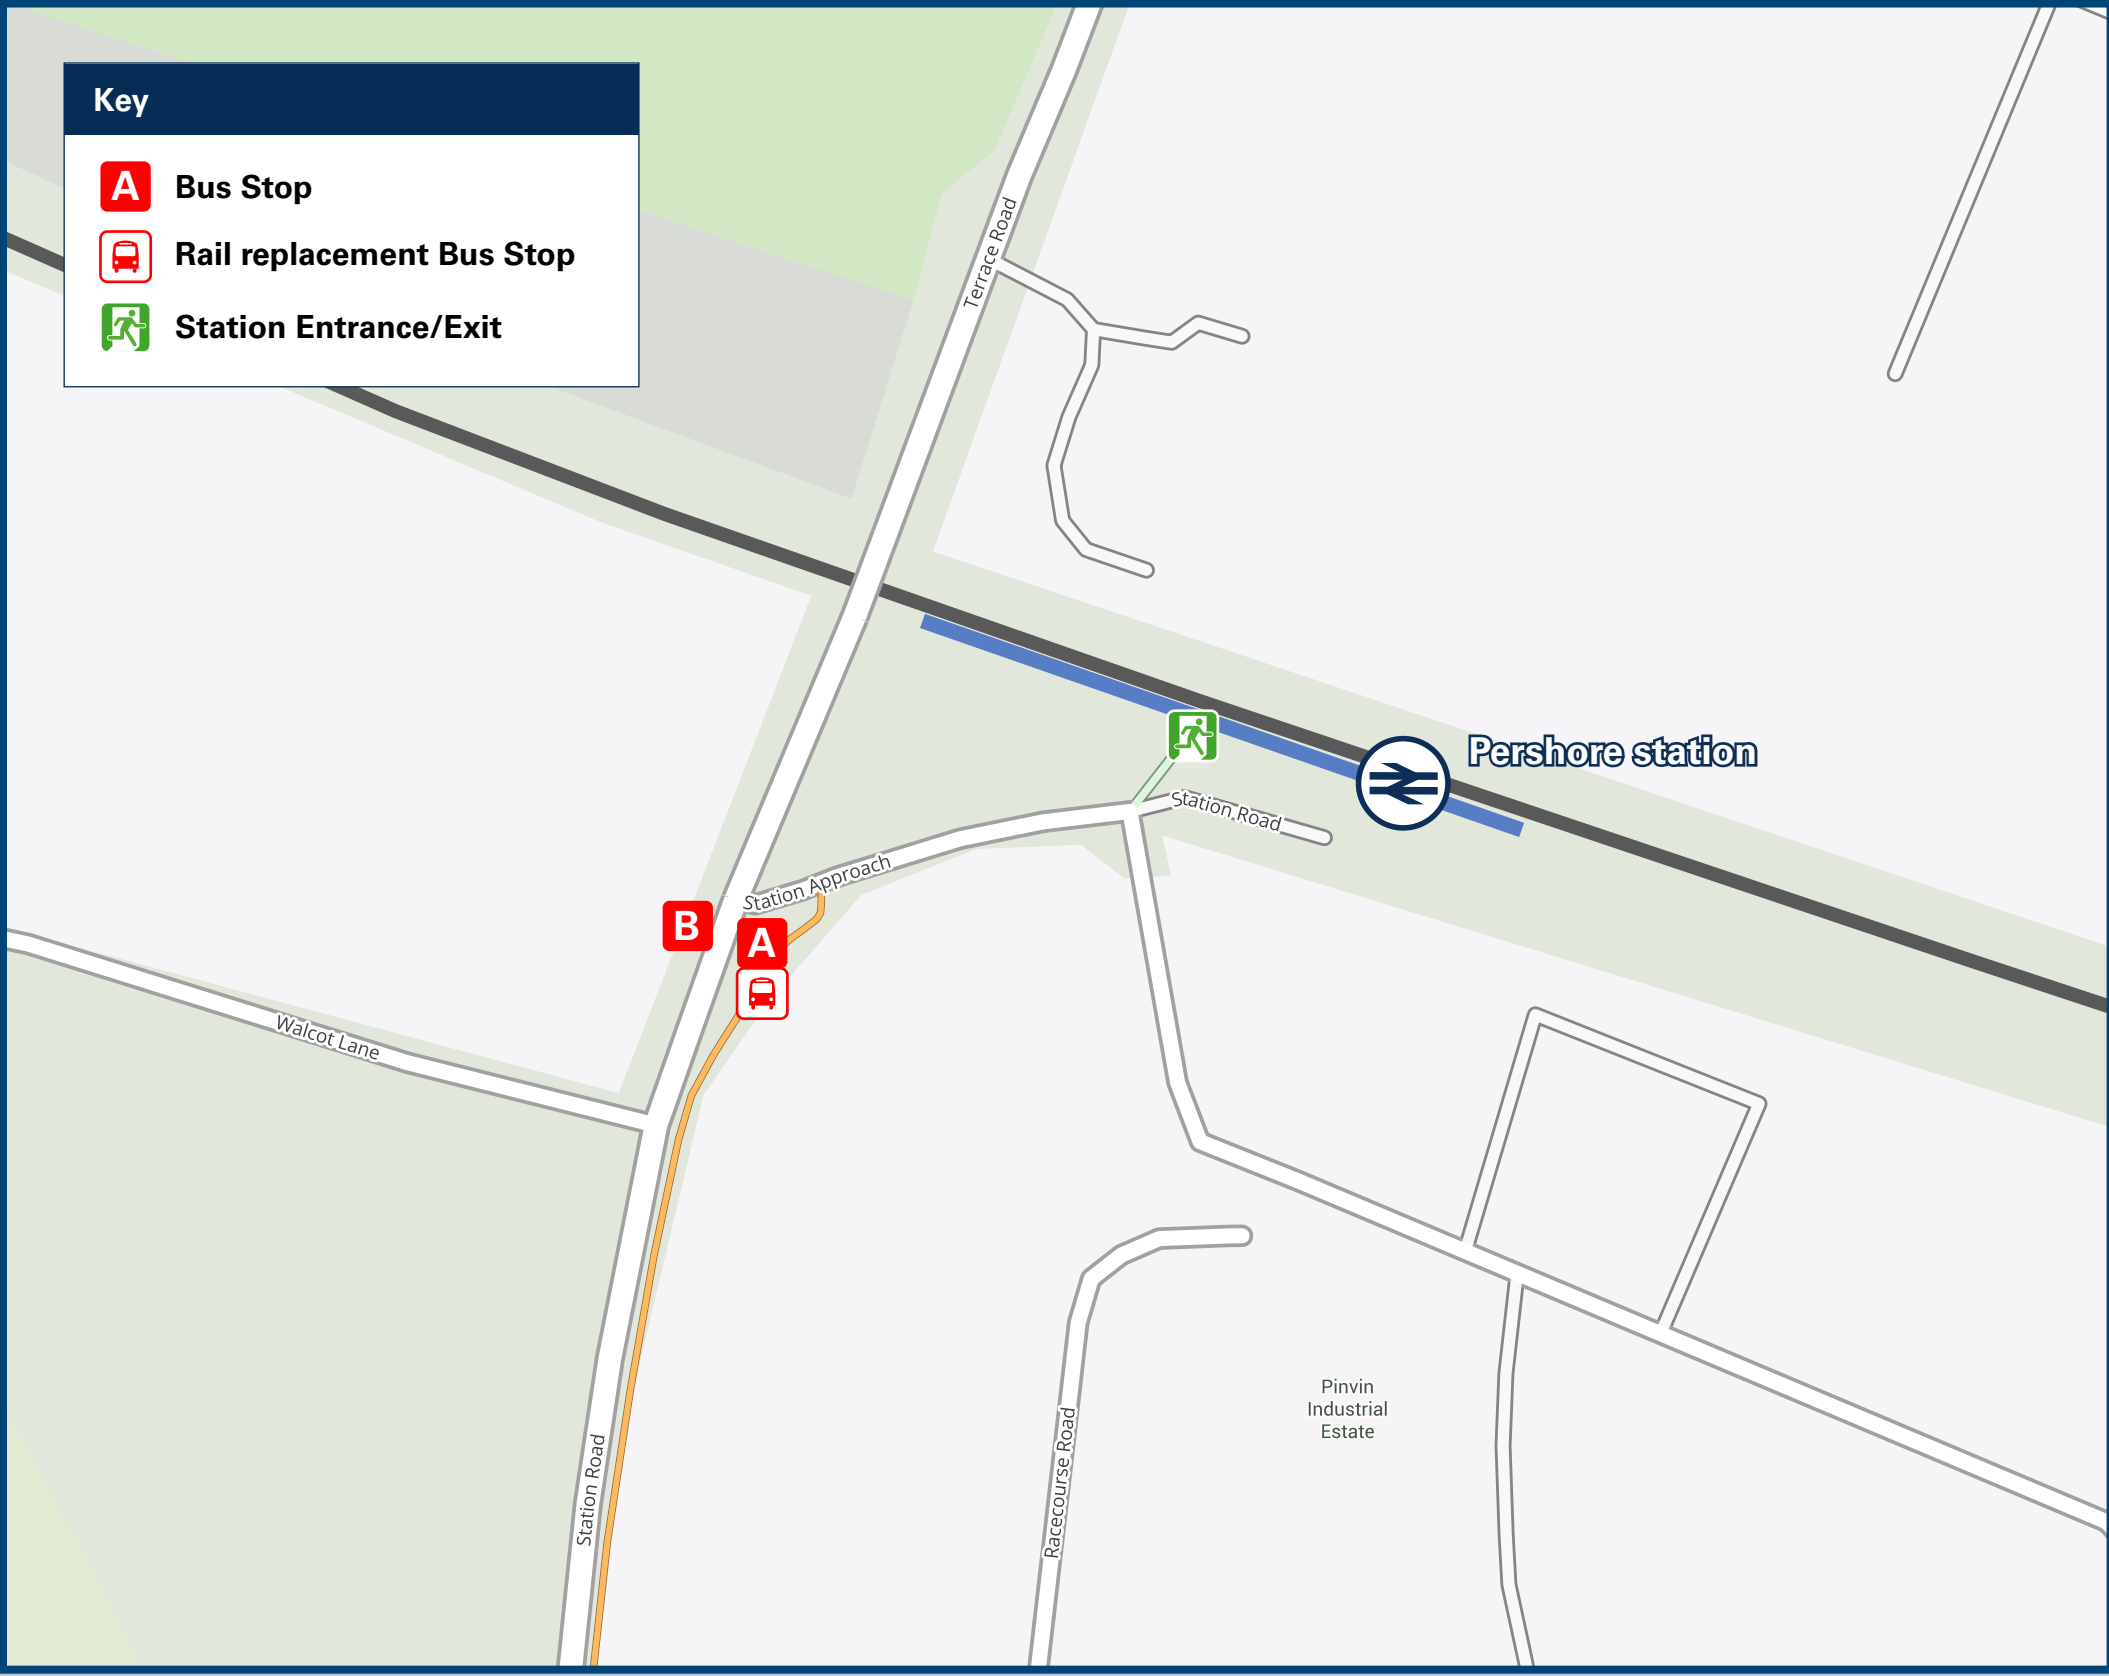 Key
A Bus Stop
Rail replacement Bus Stop
Station Entrance/Exit
Terrace Road
Pershore station
Station Road
Station Approach
B
A
Walcot Lane
Pinvin
Industrial
Estate
Racecourse Road
Station Road